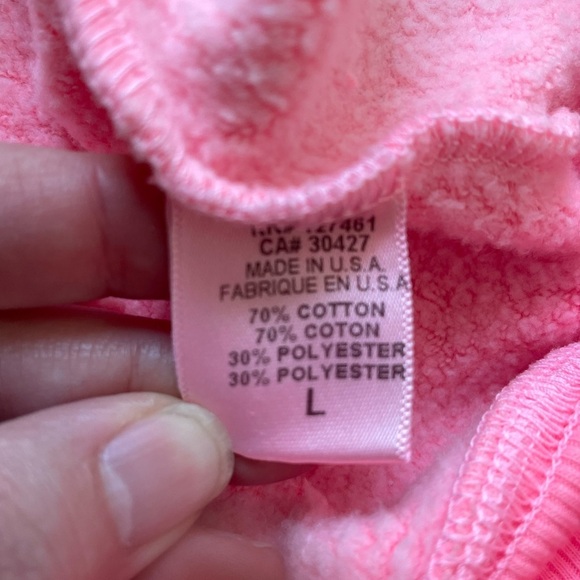 CA# 30427
MADE IN U.S.A.
FABRIQUE EN U.S.A
70% COTTON
70% COTON
30% POLYESTER
30% POLYESTER
L